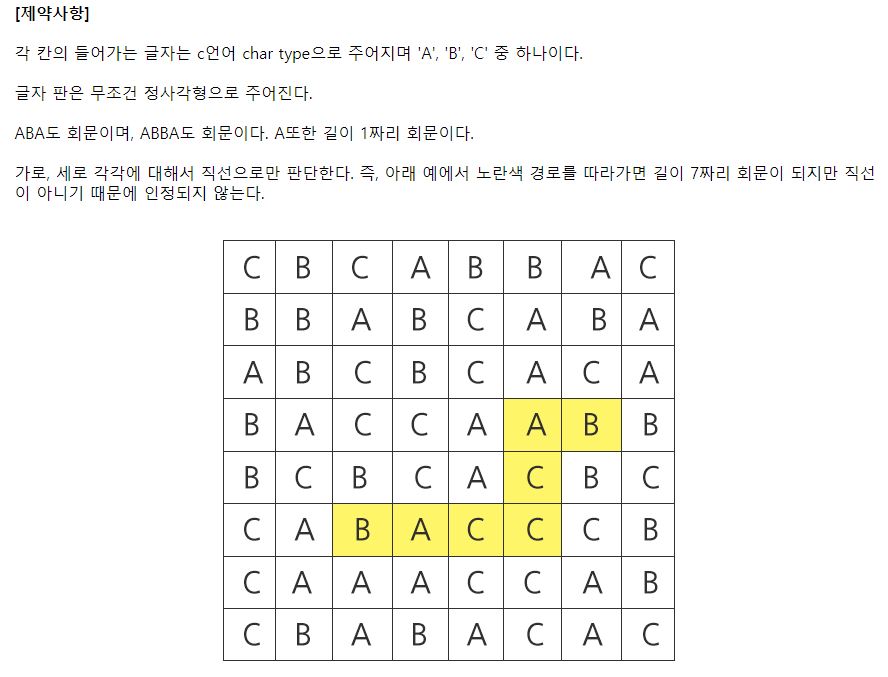 [제약사항]
각 칸의 들어가는 글자는 c언어 char type으로 주어지며 'A', 'B', 'C' 중 하나이다.
글자 판은 무조건 정사각형으로 주어진다.
ABA도 회문이며, ABBA도 회문이다. A또한 길이 1짜리 회문이다.
가로, 세로 각각에 대해서 직선으로만 판단한다. 즉, 아래 예에서 노란색 경로를 따라가면 길이 7짜리 회문이 되지만 직선
이 아니기 때문에 인정되지 않는다.
C B C A B B A C
B B A B C A B A
A B C B C A C A
B A C C A A B B
B C B C A C B C
C A B A C C C B
C A A A C C A B
C B A B A C A C